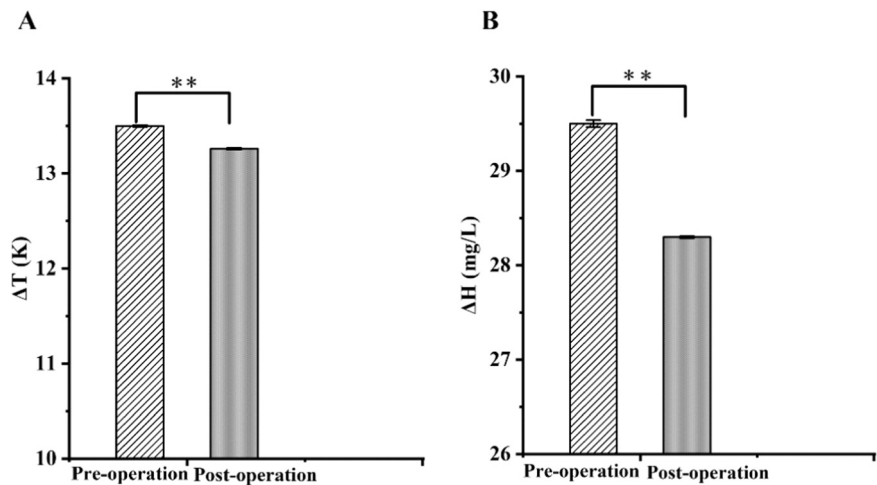 A
**
14
13
12
11
10
ΔT (K)
Pre-operation Post-operation
B
**
30
29
28
27
26
ΔH (mg/L)
Pre-operation Post-operation